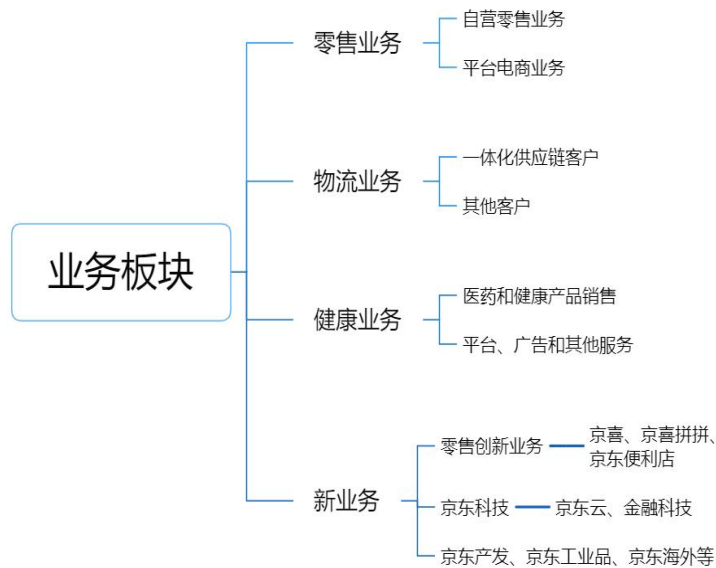 业务板块
零售业务
自营零售业务
平台电商业务
物流业务
一体化供应链客户
其他客户
健康业务
医药和健康产品销售
平台、广告和其他服务
新业务
零售创新业务
京喜、京喜拼拼、
京东便利店
京东科技
京东云、金融科技
京东产发、京东工业品、京东海外等